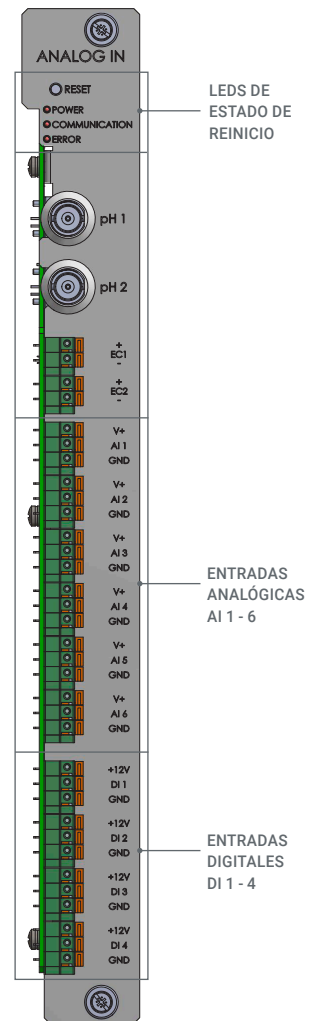 ANALOG IN
RESET
POWER
COMMUNICATION
ERROR
LEDS DE
ESTADO DE
REINICIO
pH 1
pH 2
+
EC1
-
+
EC2
-
V+
AI 1
GND
V+
AI 2
GND
V+
AI 3
GND
V+
AI 4
GND
V+
AI 5
GND
V+
AI 6
GND
ENTRADAS
ANALÓGICAS
AI 1 - 6
+12V
DI 1
GND
+12V
DI 2
GND
+12V
DI 3
GND
+12V
DI 4
GND
ENTRADAS
DIGITALES
DI 1 - 4